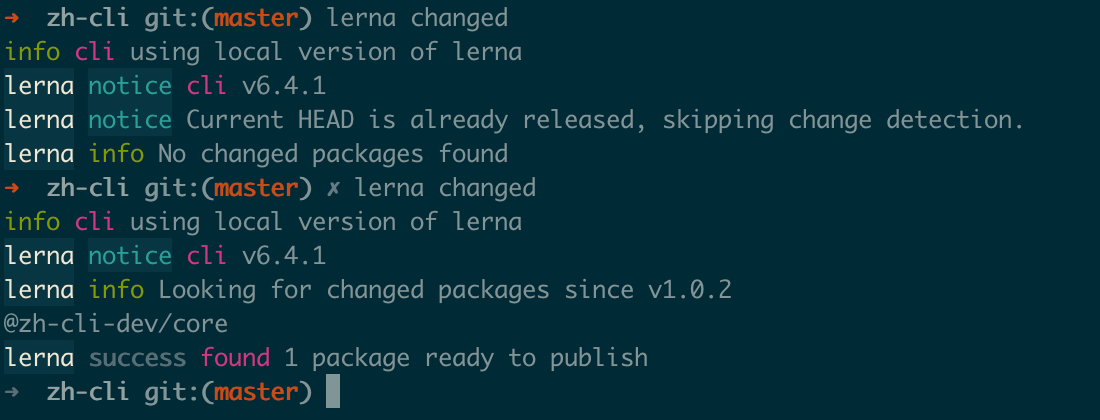 ➜  zh-cli git:(master) lerna changed
info cli using local version of lerna
lerna notice cli v6.4.1
lerna notice Current HEAD is already released, skipping change detection.
lerna info No changed packages found
➜  zh-cli git:(master) ✗ lerna changed
info cli using local version of lerna
lerna notice cli v6.4.1
lerna info Looking for changed packages since v1.0.2
@zh-cli-dev/core
lerna success found 1 package ready to publish
➜  zh-cli git:(master)